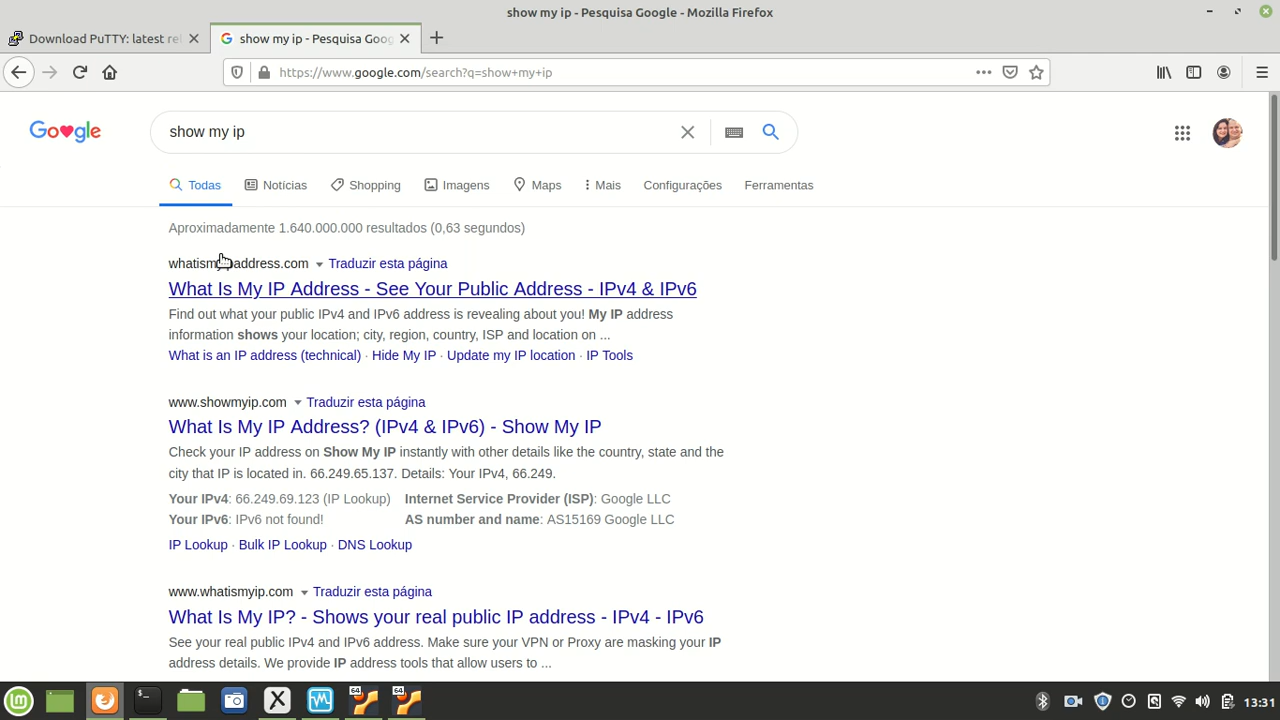 show my ip - Pesquisa Google - Mozilla Firefox
Download PuTTY: latest rel
show my ip - Pesquisa Goog
https://www.google.com/search?q=show+my+ip
Google
show my ip
Todas Notícias Shopping Imagens Maps Mais Configurações Ferramentas
Aproximadamente 1.640.000.000 resultados (0,63 segundos)
whatismyipaddress.com Traduzir esta página
What Is My IP Address - See Your Public Address - IPv4 & IPv6
Find out what your public IPv4 and IPv6 address is revealing about you! My IP address
information shows your location; city, region, country, ISP and location on ...
What is an IP address (technical) · Hide My IP · Update my IP location · IP Tools
www.showmyip.com Traduzir esta página
What Is My IP Address? (IPv4 & IPv6) - Show My IP
Check your IP address on Show My IP instantly with other details like the country, state and the
city that IP is located in. 66.249.65.137. Details: Your IPv4, 66.249.
Your IPv4: 66.249.69.123 (IP Lookup) Internet Service Provider (ISP): Google LLC
Your IPv6: IPv6 not found! AS number and name: AS15169 Google LLC
IP Lookup · Bulk IP Lookup · DNS Lookup
www.whatismyip.com Traduzir esta página
What Is My IP? - Shows your real public IP address - IPv4 - IPv6
See your real public IPv4 and IPv6 address. Make sure your VPN or Proxy are masking your IP
address details. We provide IP address tools that allow users to ...
64
64
13:31